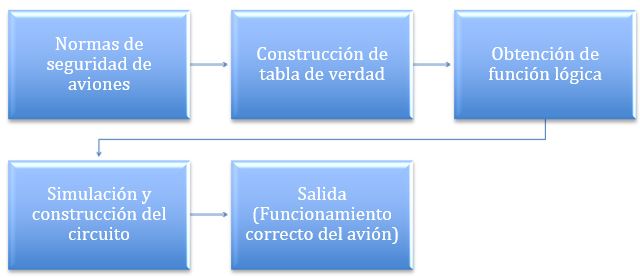 Normas de
seguridad de
aviones
Construcción de
tabla de verdad
Obtención de
función lógica
Simulación y
construcción del
circuito
Salida
(Funcionamiento
correcto del avión)